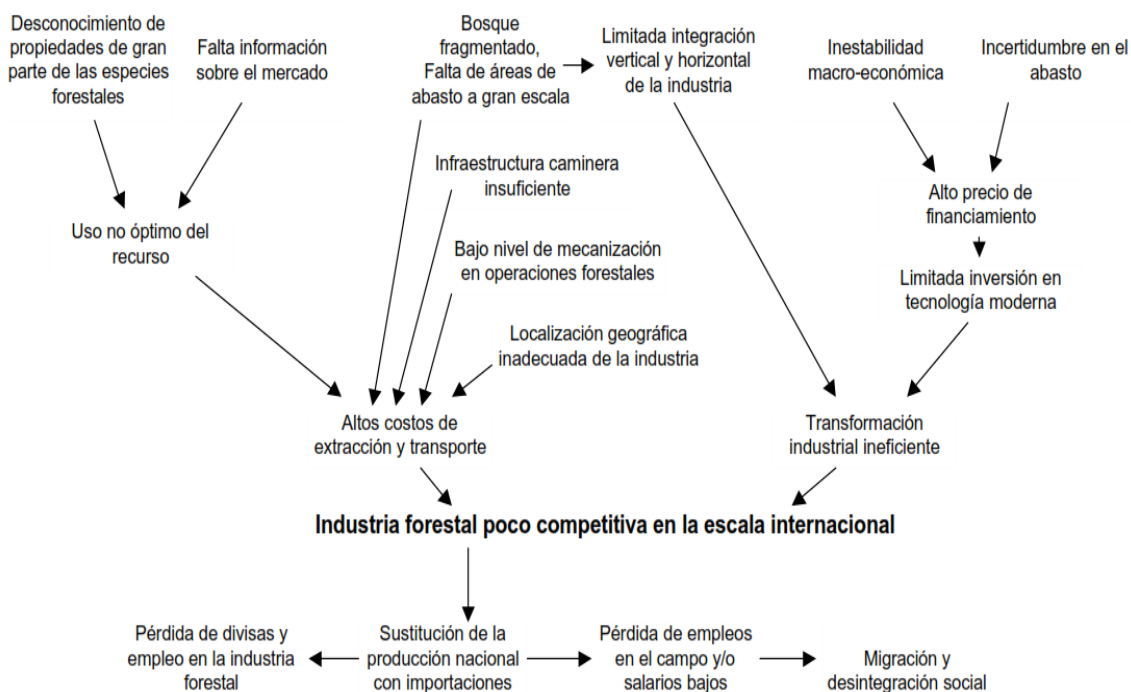 Desconocimiento de
propiedades de gran
parte de las especies
forestales
Falta información
sobre el mercado
Bosque
fragmentado,
Falta de áreas de
abasto a gran escala
Limitada integración
vertical y horizontal
de la industria
Inestabilidad
macro-económica
Incertidumbre en el
abasto
Infraestructura caminera
insuficiente
Alto precio de
financiamiento
Uso no óptimo del
recurso
Bajo nivel de mecanización
en operaciones forestales
Limitada inversión en
tecnología moderna
Localización geográfica
inadecuada de la industria
Altos costos de
extracción y transporte
Transformación
industrial ineficiente
Industria forestal poco competitiva en la escala internacional
Pérdida de divisas y
empleo en la industria
forestal
Sustitución de la
producción nacional
con importaciones
Pérdida de empleos
en el campo y/o
salarios bajos
Migración y
desintegración social